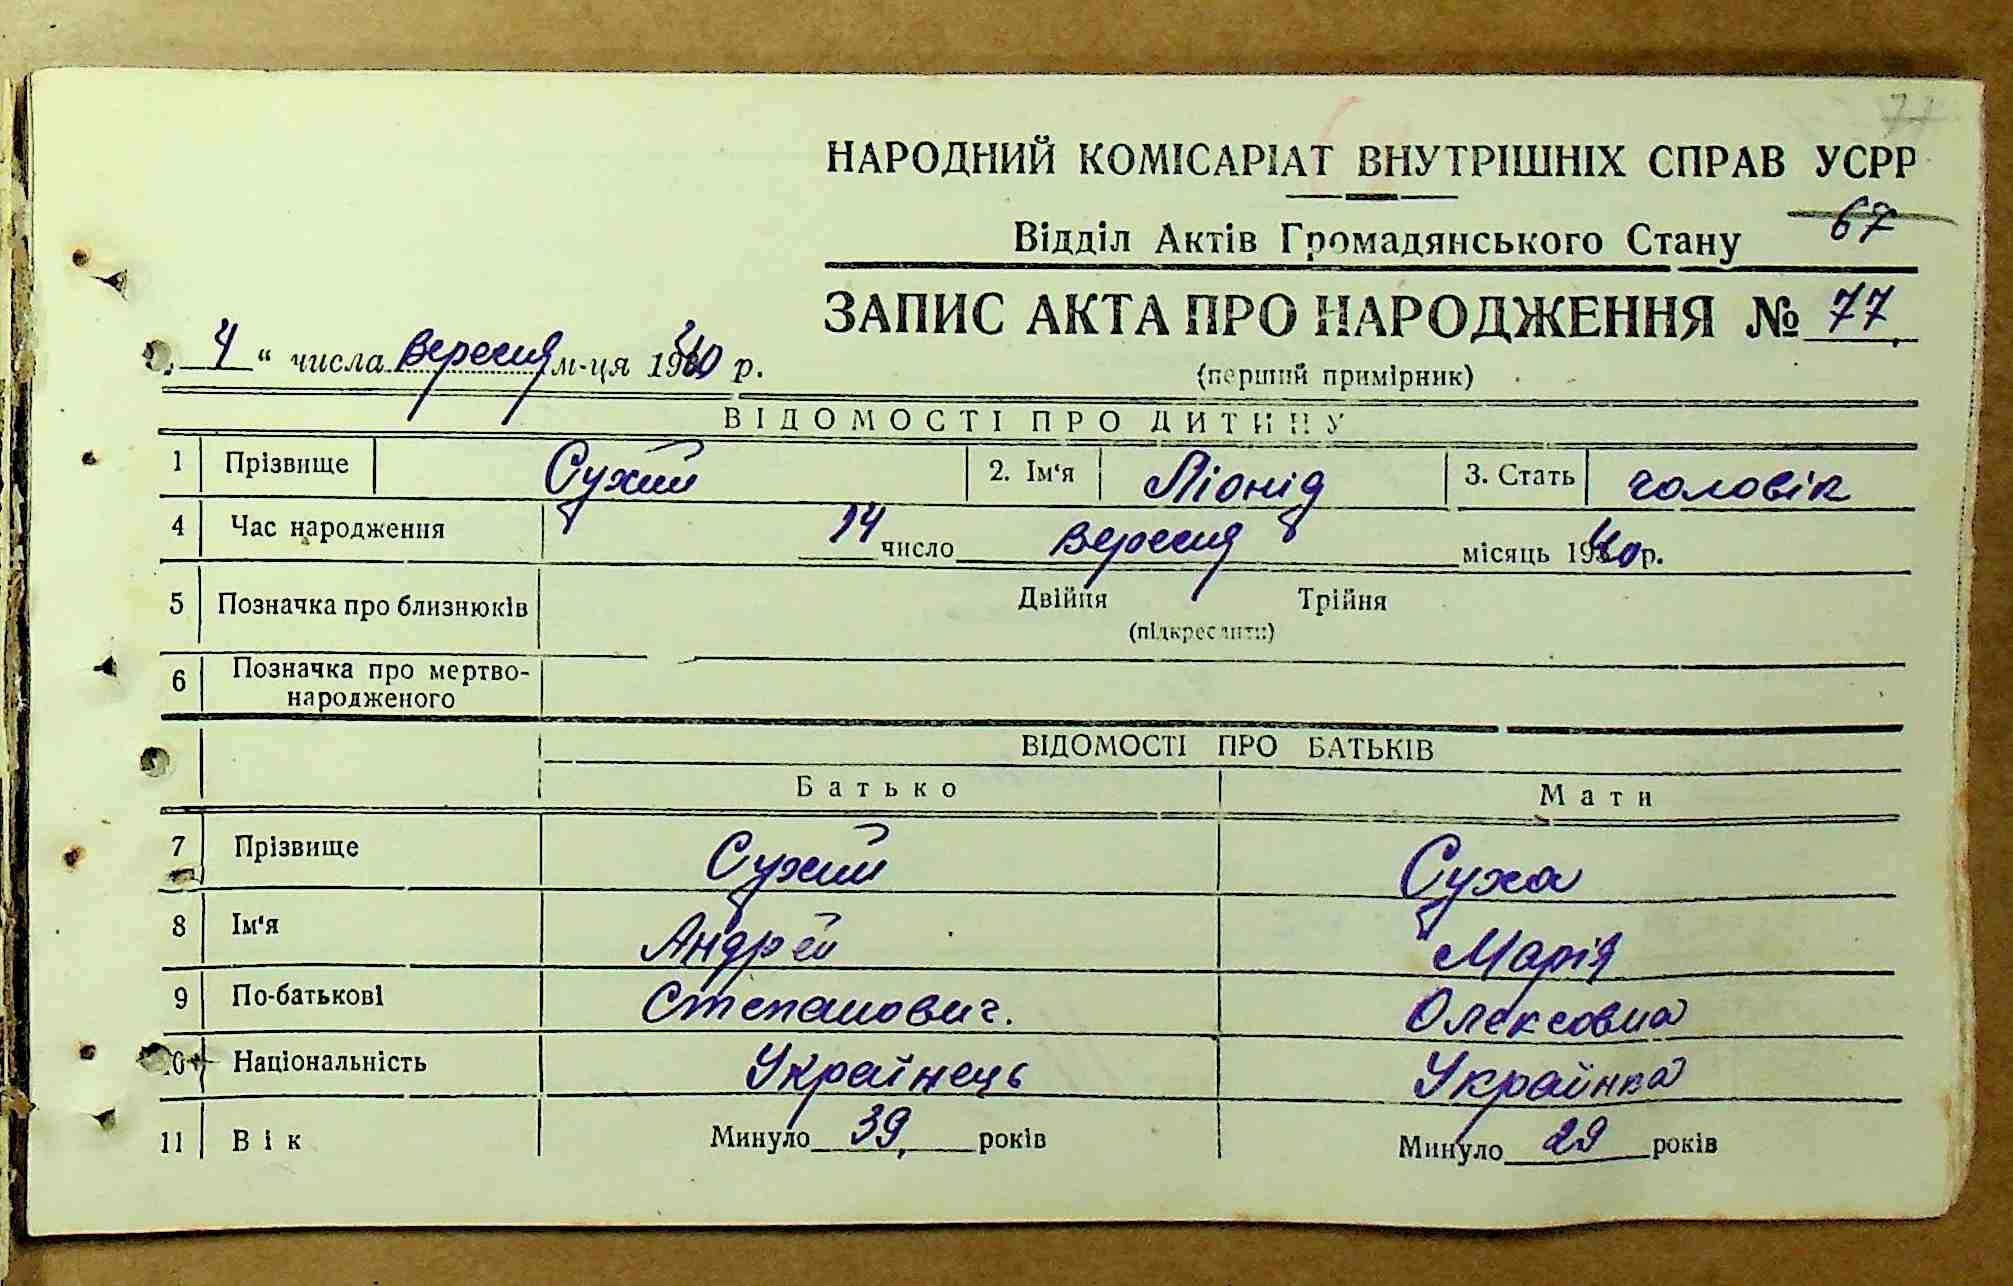 77
НАРОДНИЙ КОМІСАРІАТ ВНУТРІШНІХ СПРАВ УСРР
67
Відділ Актів Громадянського Стану
ЗАПИС АКТА ПРО НАРОДЖЕННЯ № 77
„ 4 “ числа вересня м-ця 1940 р.
(перший примірник)
ВІДОМОСТІ ПРО ДИТИНУ
1 Прізвище Сухий 2. Ім‘я Ліонід 3. Стать чоловік
4 Час народження 14 число вересня місяць 1940 р.
5 Позначка про близнюків Двійня Трійня
(підкреслити)
6 Позначка про мертво-
народженого
ВІДОМОСТІ ПРО БАТЬКІВ
Батько Мати
7 Прізвище Сухий Суха
8 Ім‘я Андрей Марія
9 По-батькові Степанович. Олексовна
10 Національність Українець Українка
11 Вік Минуло 39 років Минуло 29 років